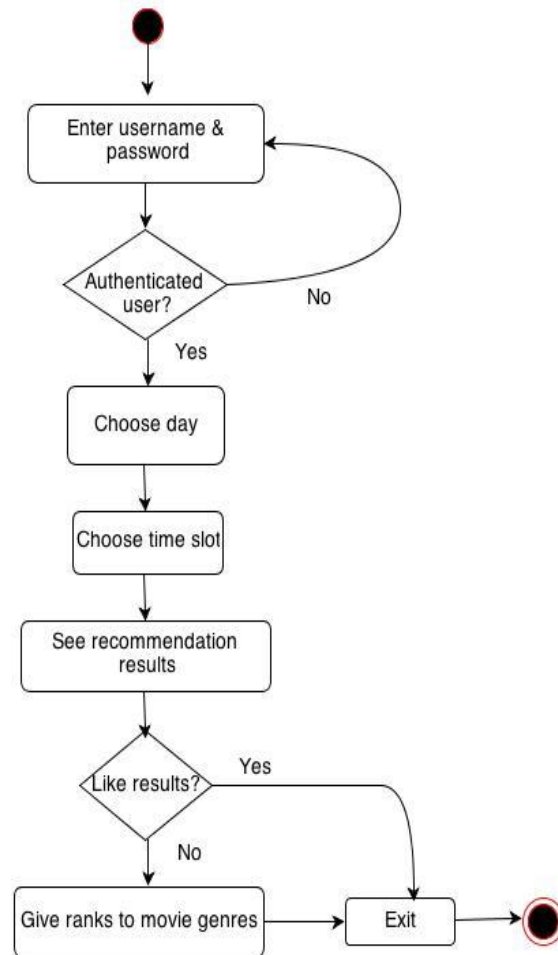 Enter username &
password
Authenticated
user?
No
Yes
Choose day
Choose time slot
See recommendation
results
Like results?
Yes
No
Give ranks to movie genres
Exit